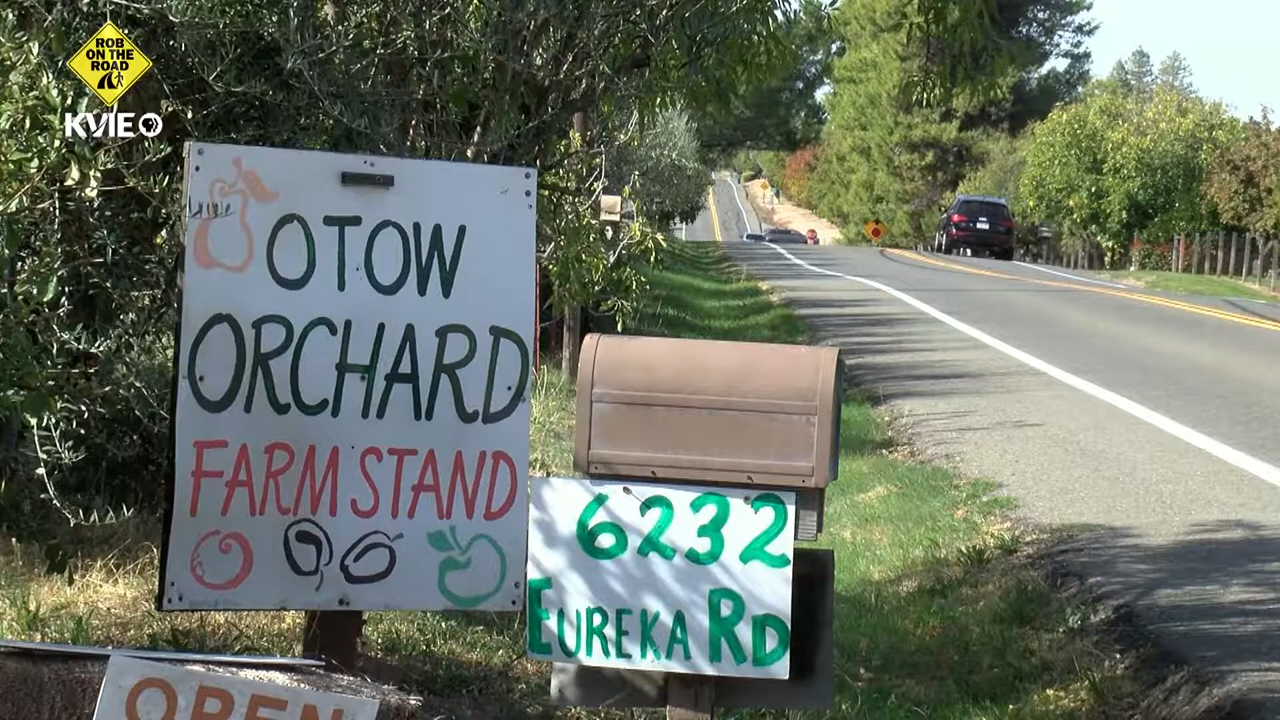 ROB
ON THE
ROAD
KVIE
OTOW
ORCHARD
FARM STAND
6232
EUREKA RD
OPEN